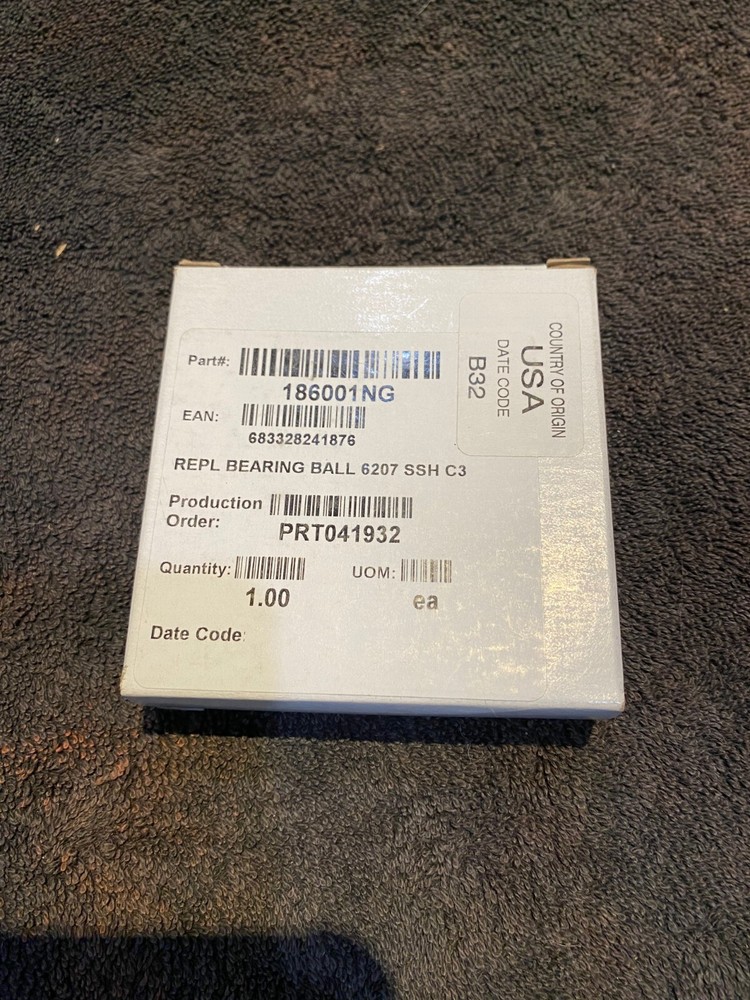 Part#:
186001NG
EAN:
683328241876
REPL BEARING BALL 6207 SSH C3
Production
Order:
PRT041932
Quantity:
1.00
UOM:
ea
Date Code:
COUNTRY OF ORIGIN
USA
DATE CODE
B32